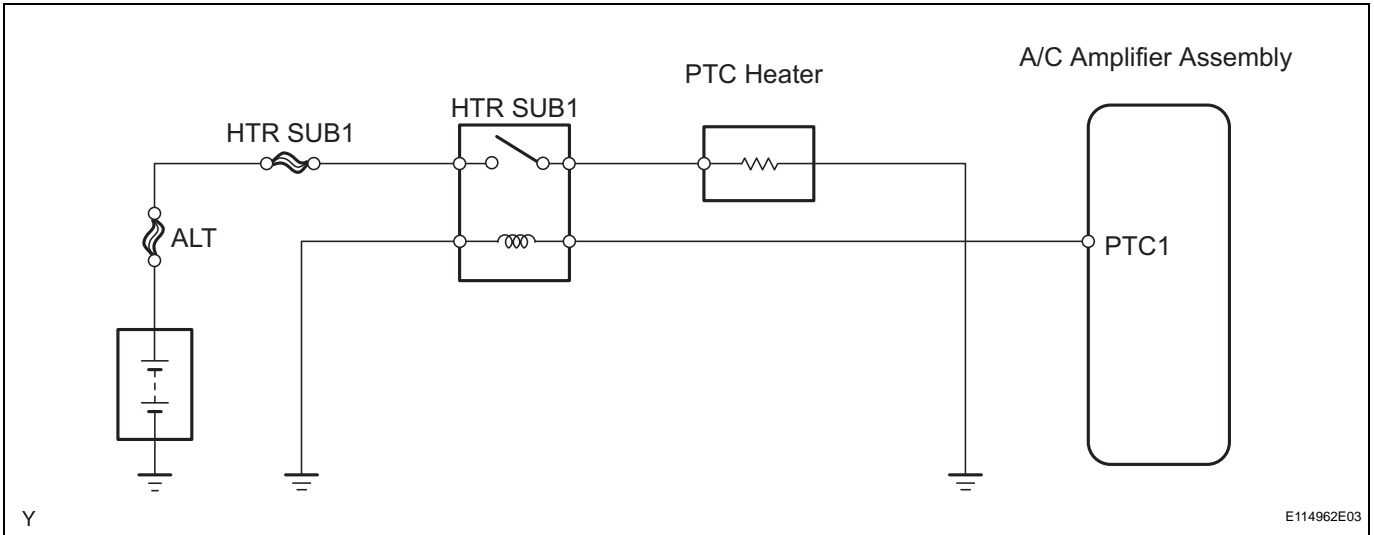 A/C Amplifier Assembly
PTC Heater
HTR SUB1
HTR SUB1
ALT
PTC1
Y
E114962E03